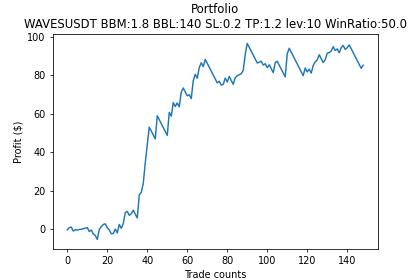 Portfolio
WAVESUSDT BBM:1.8 BBL:140 SL:0.2 TP:1.2 lev:10 WinRatio:50.0
100
80
60
40
20
0
Profit ($)
0 20 40 60 80 100 120 140
Trade counts